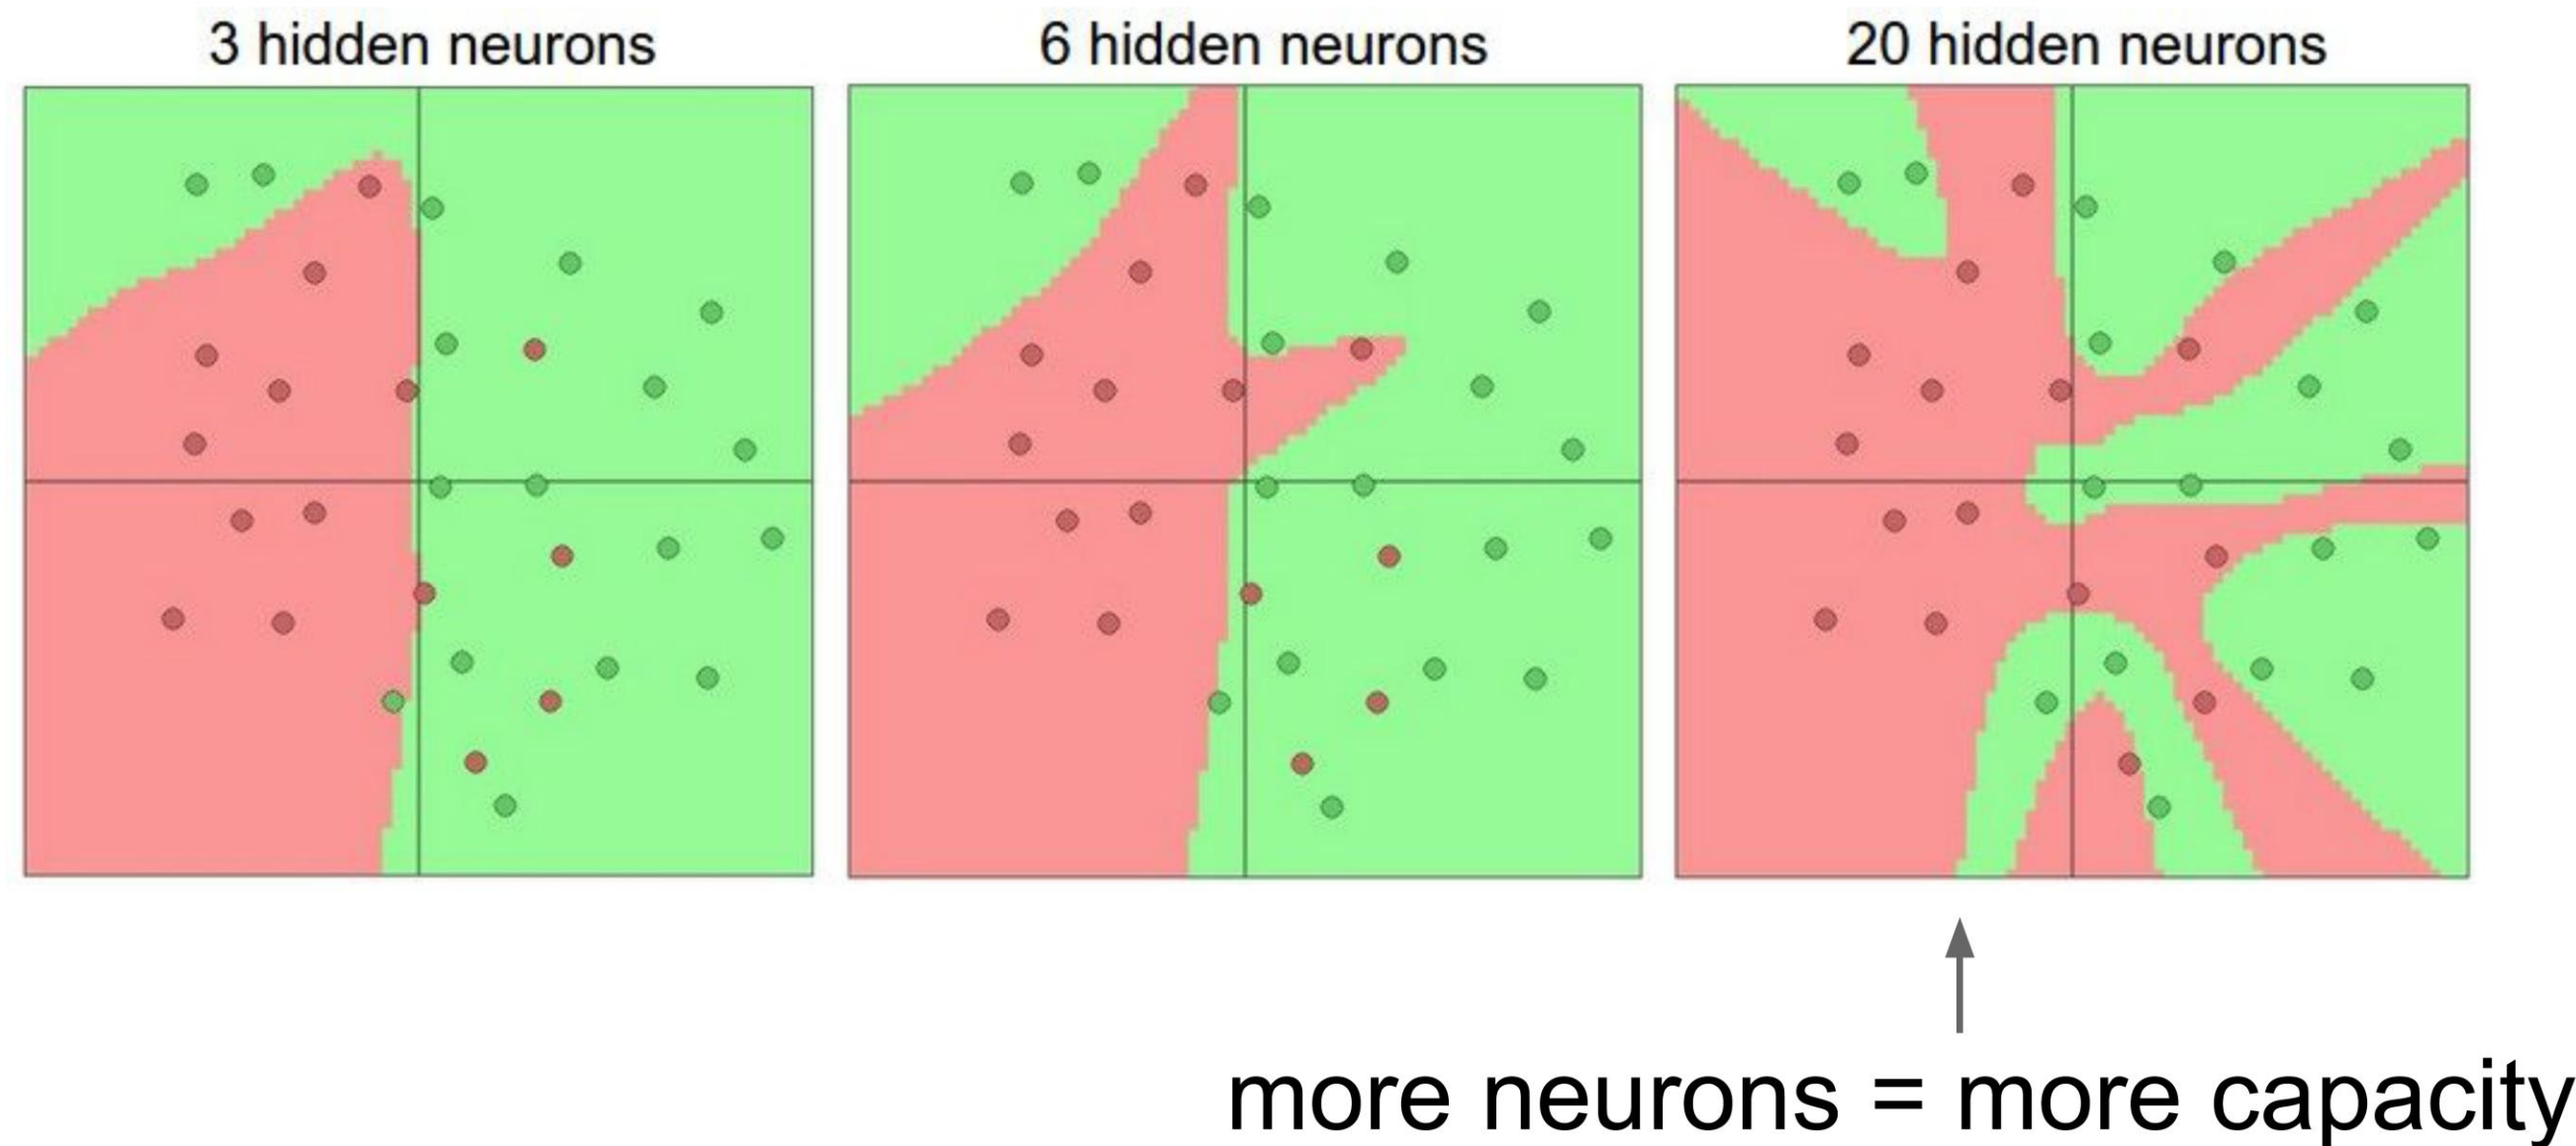 3 hidden neurons
6 hidden neurons
20 hidden neurons
more neurons = more capacity